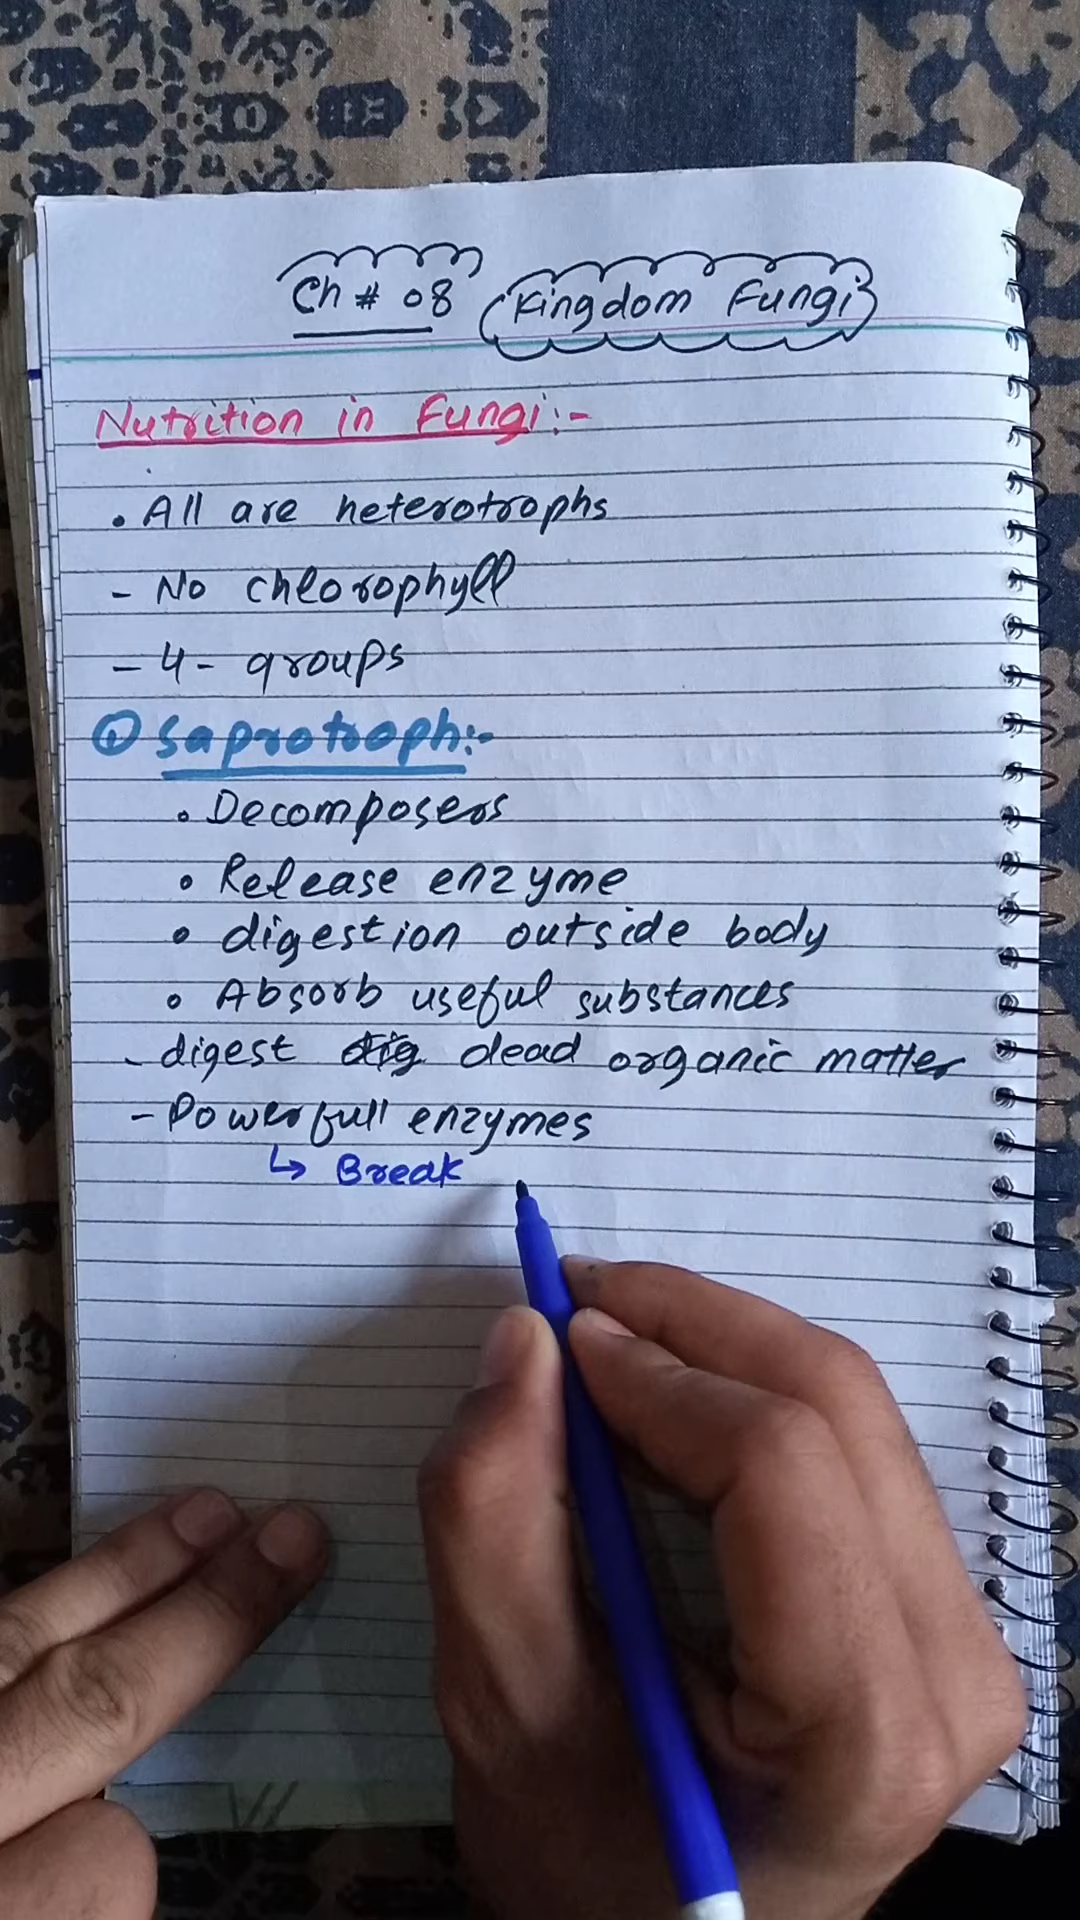 Ch # 08 Kingdom Fungi
Nutrition in Fungi:-
• All are heterotrophs
- No chlorophyll
- 4 - groups
① Saprotroph:-
• Decomposers
• Release enzyme
• digestion outside body
• Absorb useful substances
- digest dig dead organic matter
- Powerfull enzymes
↳ Break